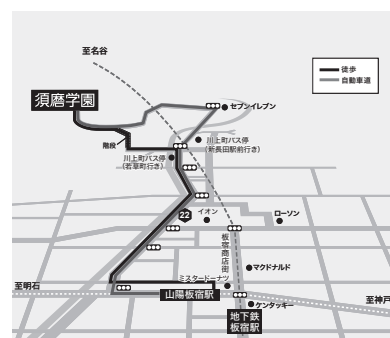 至名谷
徒歩
自動車道
須磨学園
セブンイレブン
階段
川上町バス停
(新長田駅前行き)
川上町バス停
(若草町行き)
22
イオン
ローソン
板宿商店街
ミスタードーナツ
マクドナルド
至明石
山陽板宿駅
至神戸
ケンタッキー
地下鉄
板宿駅